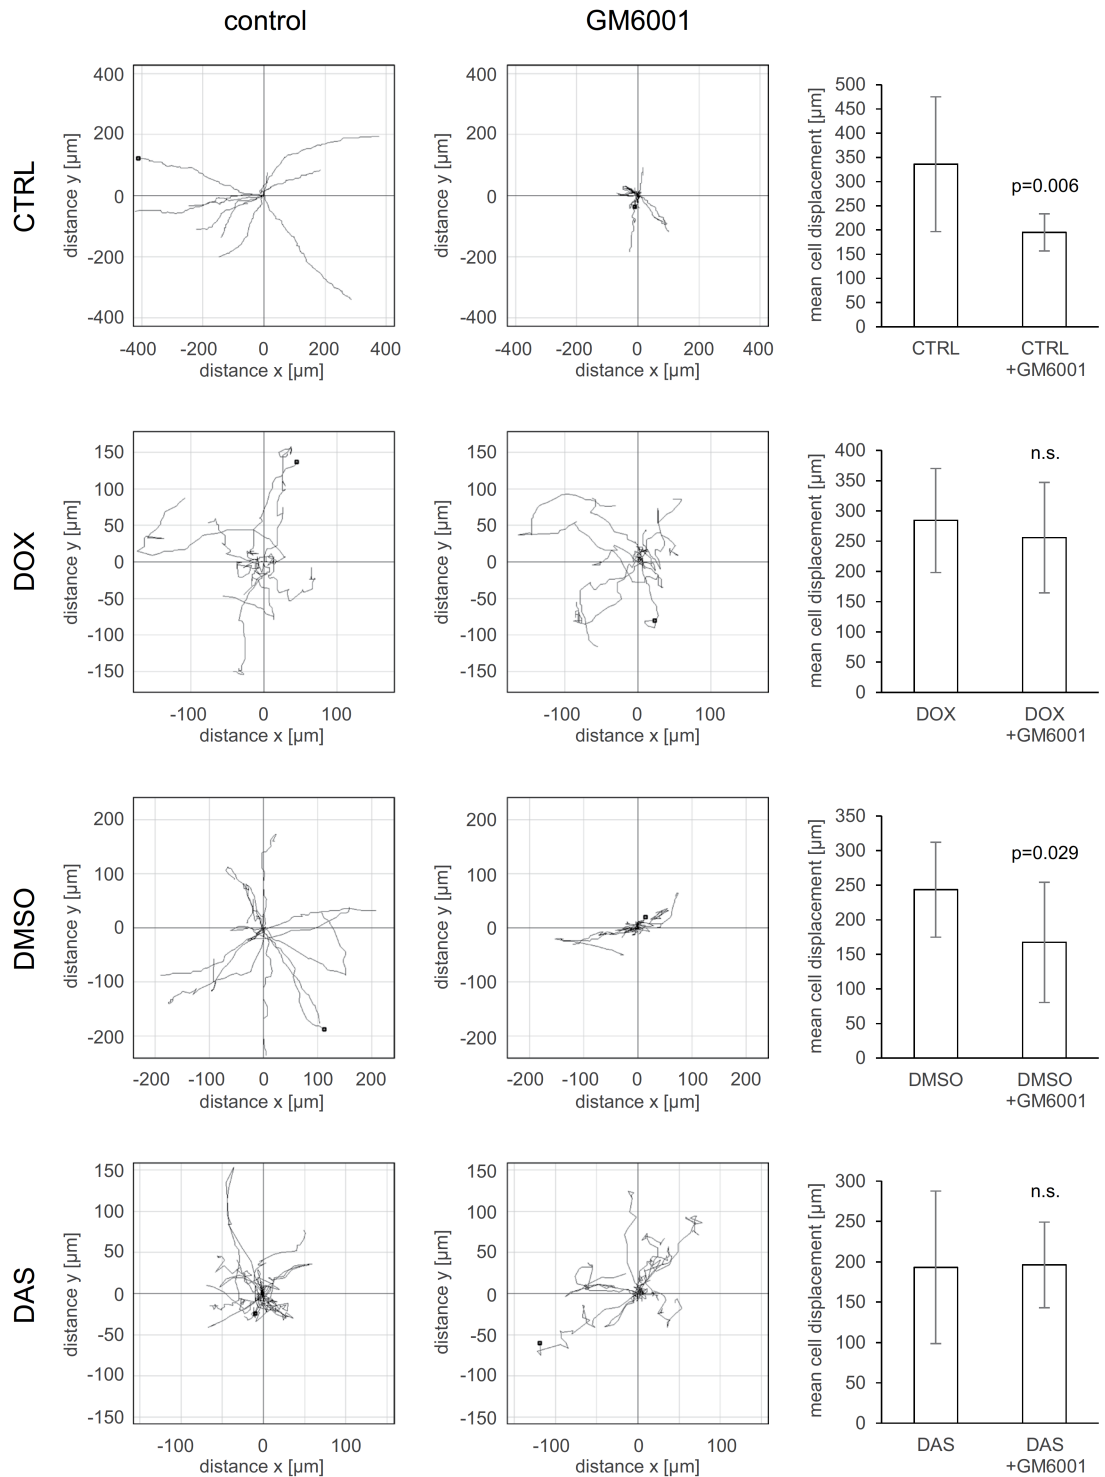 control
GM6001
CTRL
distance y [µm]
400
200
0
-200
-400
-400 -200 0 200 400
distance x [µm]
distance y [µm]
400
200
0
-200
-400
-400 -200 0 200 400
distance x [µm]
mean cell displacement [µm]
500
450
400
350
300
250
200
150
100
50
0
p=0.006
CTRL
CTRL
+GM6001
DOX
distance y [µm]
150
100
50
0
-50
-100
-150
-100 0 100
distance x [µm]
distance y [µm]
150
100
50
0
-50
-100
-150
-100 0 100
distance x [µm]
mean cell displacement [µm]
400
350
300
250
200
150
100
50
0
n.s.
DOX
DOX
+GM6001
DMSO
distance y [µm]
200
100
0
-100
-200
-200 -100 0 100 200
distance x [µm]
distance y [µm]
200
100
0
-100
-200
-200 -100 0 100 200
distance x [µm]
mean cell displacement [µm]
350
300
250
200
150
100
50
0
p=0.029
DMSO
DMSO
+GM6001
DAS
distance y [µm]
150
100
50
0
-50
-100
-150
-100 0 100
distance x [µm]
distance y [µm]
150
100
50
0
-50
-100
-150
-100 0 100
distance x [µm]
mean cell displacement [µm]
300
250
200
150
100
50
0
n.s.
DAS
DAS
+GM6001